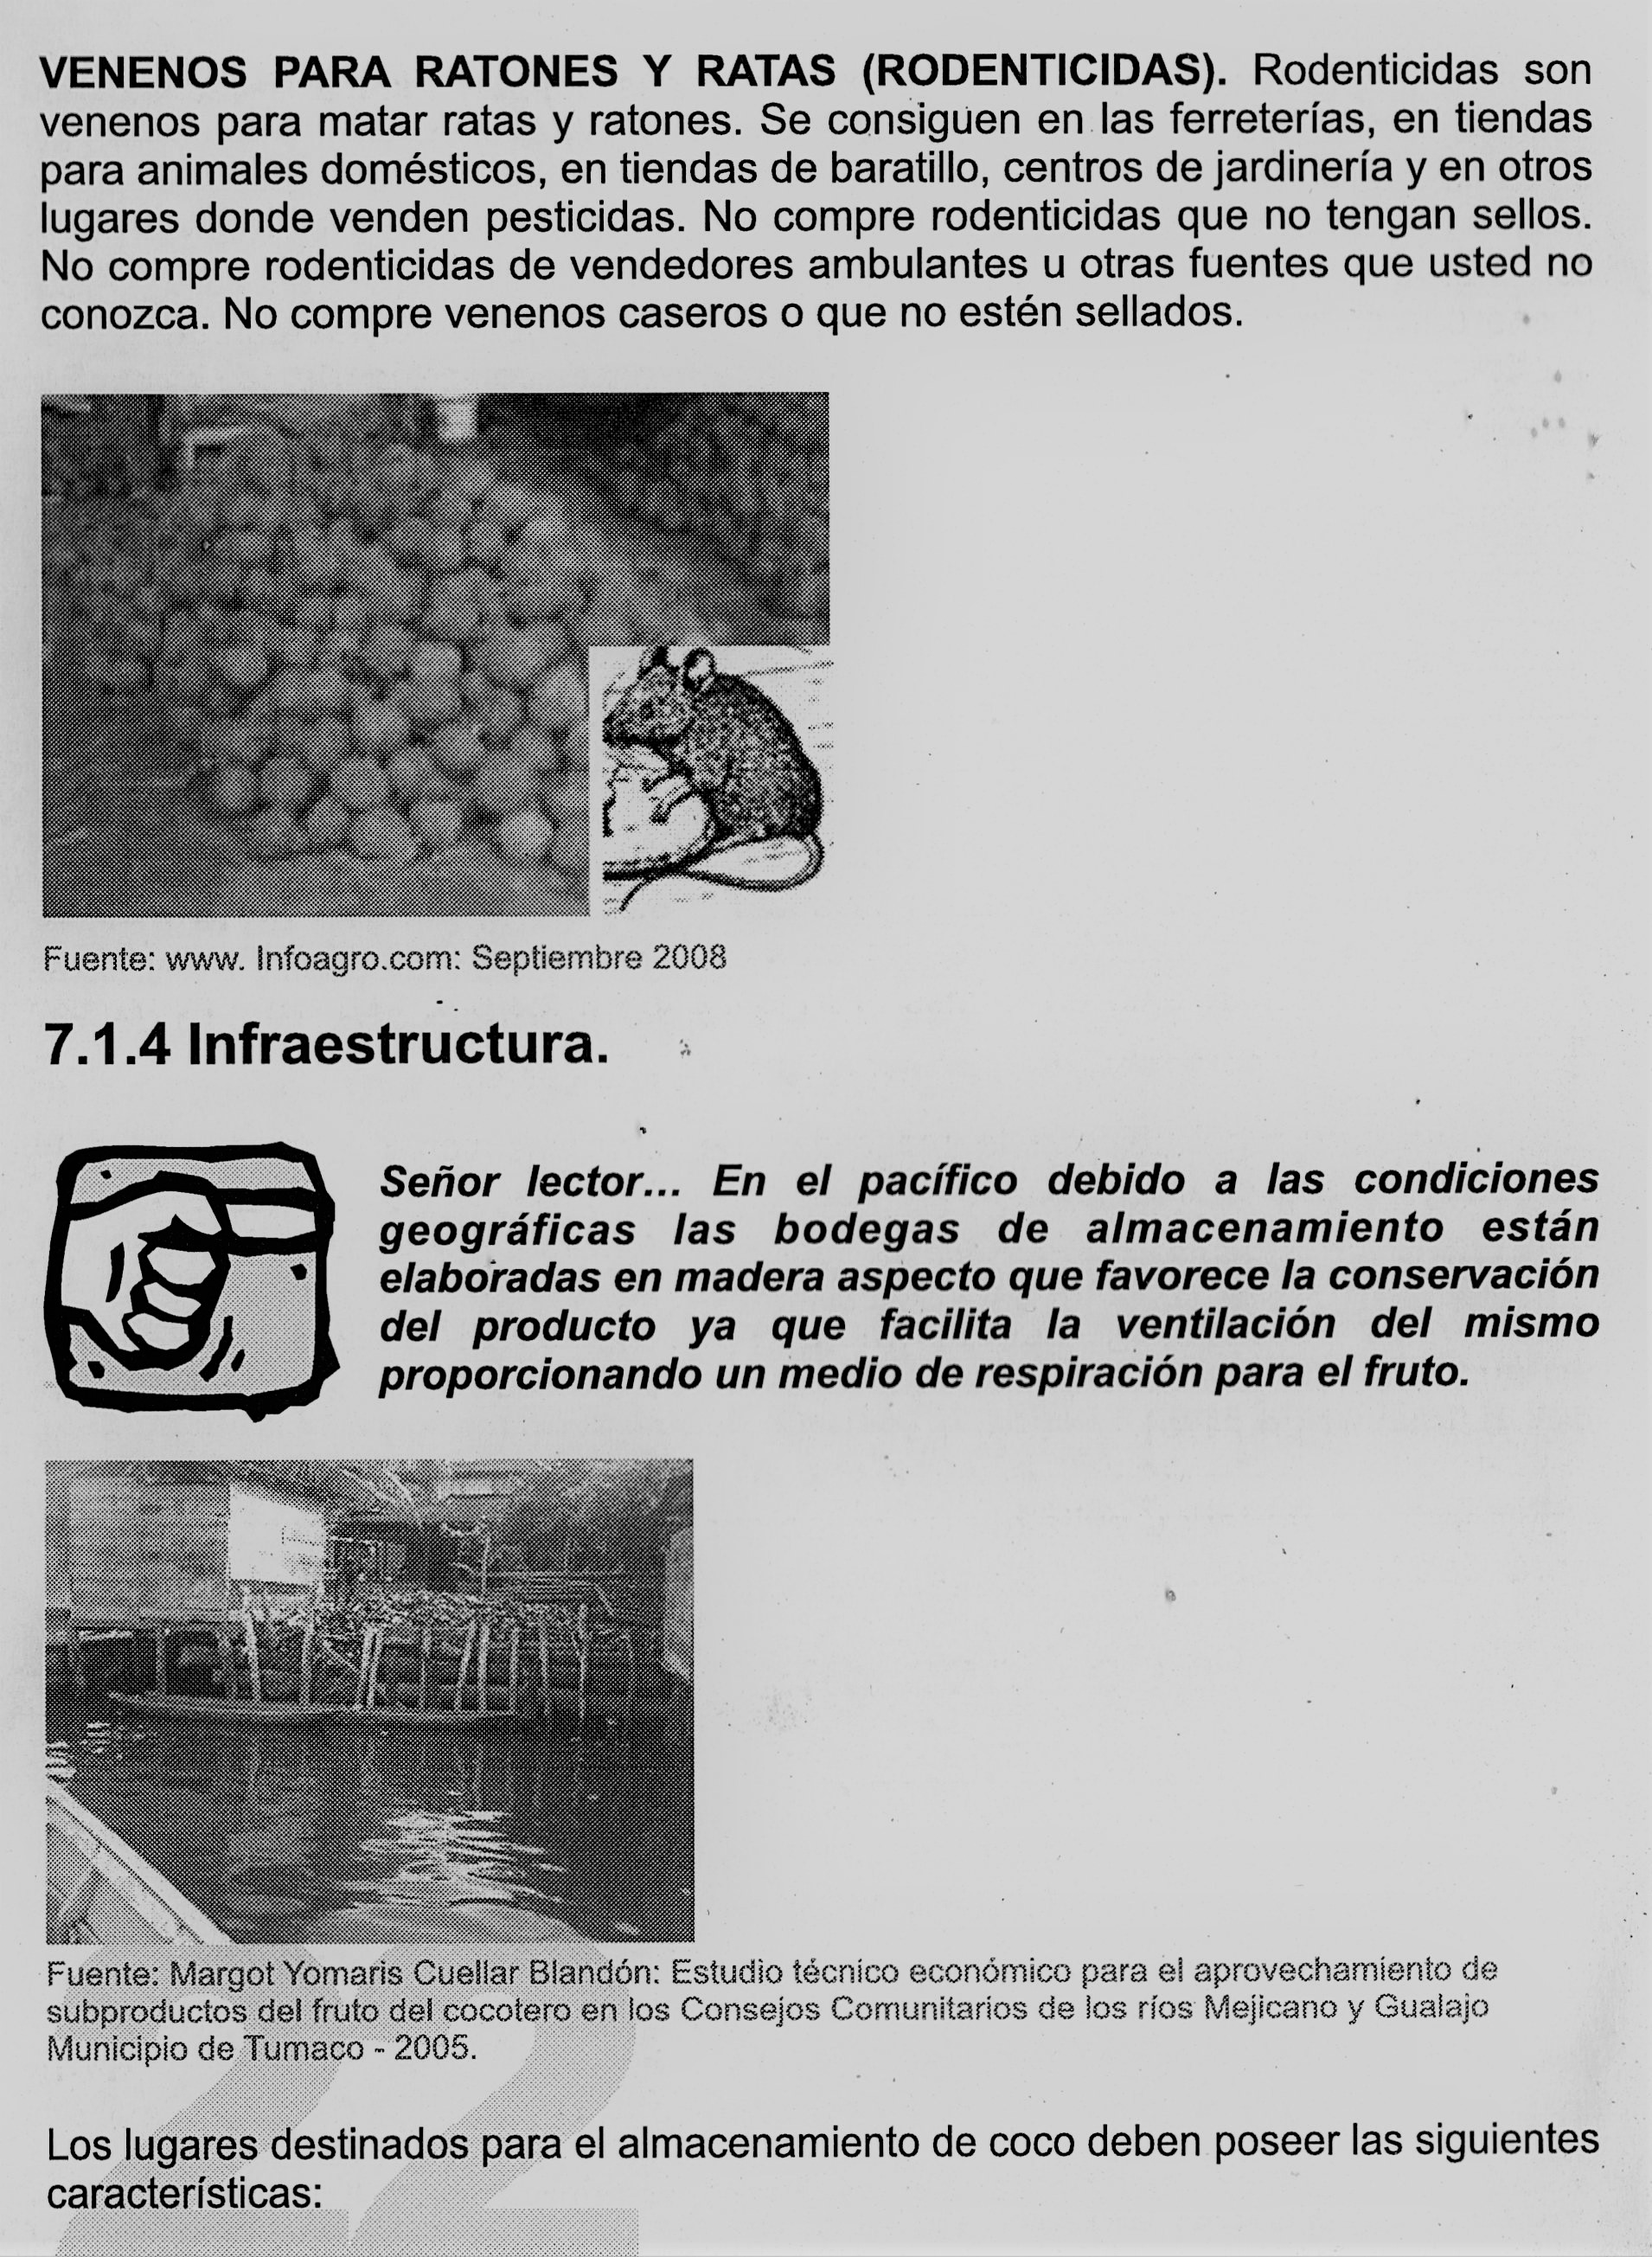 VENENOS PARA RATONES Y RATAS (RODENTICIDAS). Rodenticidas son
venenos para matar ratas y ratones. Se consiguen en las ferreterías, en tiendas
para animales domésticos, en tiendas de baratillo, centros de jardinería y en otros
lugares donde venden pesticidas. No compre rodenticidas que no tengan sellos.
No compre rodenticidas de vendedores ambulantes u otras fuentes que usted no
conozca. No compre venenos caseros o que no estén sellados.
Fuente: www. Infoagro.com: Septiembre 2008
7.1.4 Infraestructura.
Señor lector... En el pacífico debido a las condiciones
geográficas las bodegas de almacenamiento están
elaboradas en madera aspecto que favorece la conservación
del producto ya que facilita la ventilación del mismo
proporcionando un medio de respiración para el fruto.
Fuente: Margot Yomaris Cuellar Blandón: Estudio técnico económico para el aprovechamiento de
subproductos del fruto del cocotero en los Consejos Comunitarios de los ríos Mejicano y Gualajo
Municipio de Tumaco - 2005.
Los lugares destinados para el almacenamiento de coco deben poseer las siguientes
características:
22